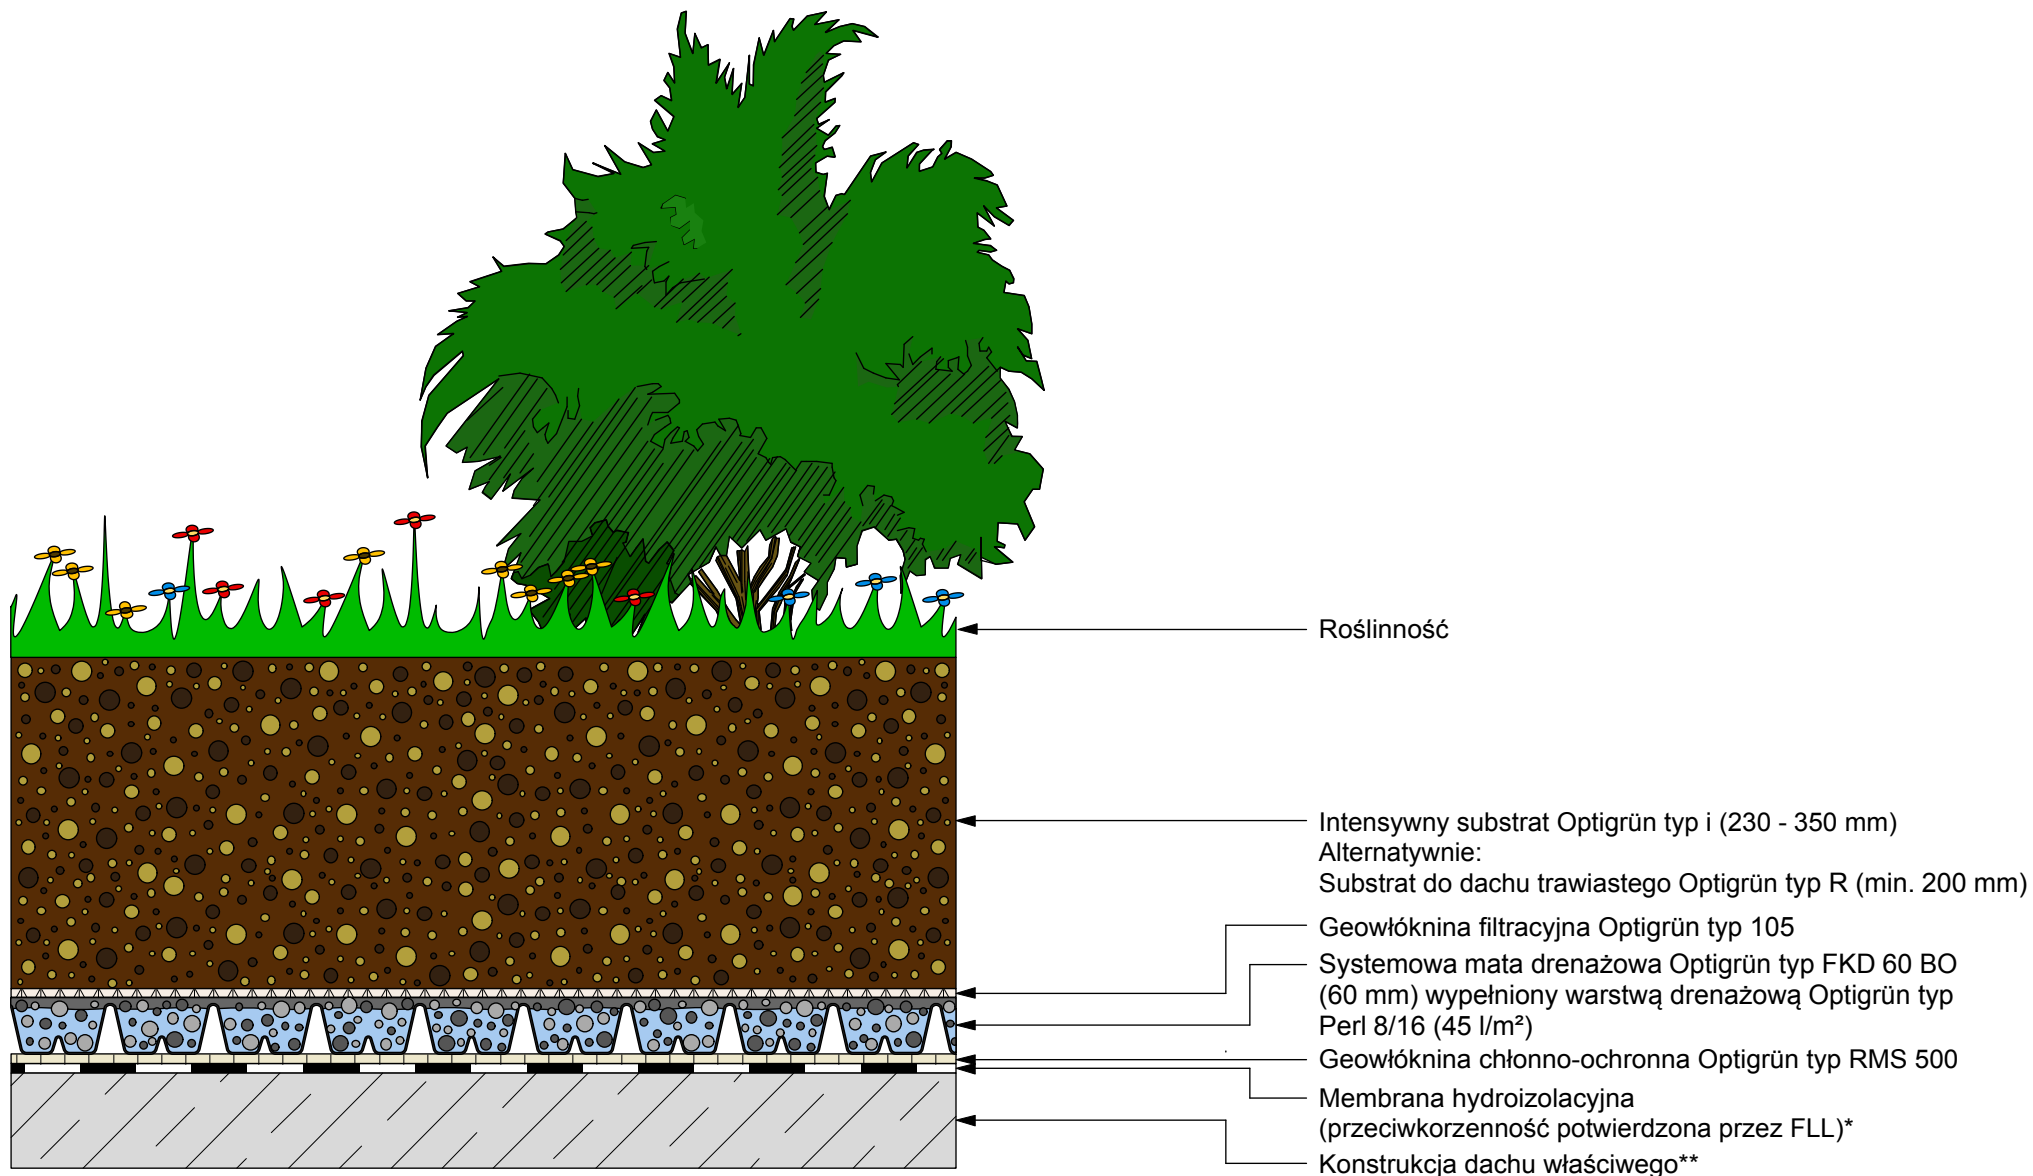 Roślinność
Intensywny substrat Optigrün typ i (230 - 350 mm)
Alternatywnie:
Substrat do dachu trawiastego Optigrün typ R (min. 200 mm)
Geowłóknina filtracyjna Optigrün typ 105
Systemowa mata drenażowa Optigrün typ FKD 60 BO
(60 mm) wypełniony warstwą drenażową Optigrün typ
Perl 8/16 (45 l/m²)
Geowłóknina chłonno-ochronna Optigrün typ RMS 500
Membrana hydroizolacyjna
(przeciwkorzenność potwierdzona przez FLL)*
Konstrukcja dachu właściwego**